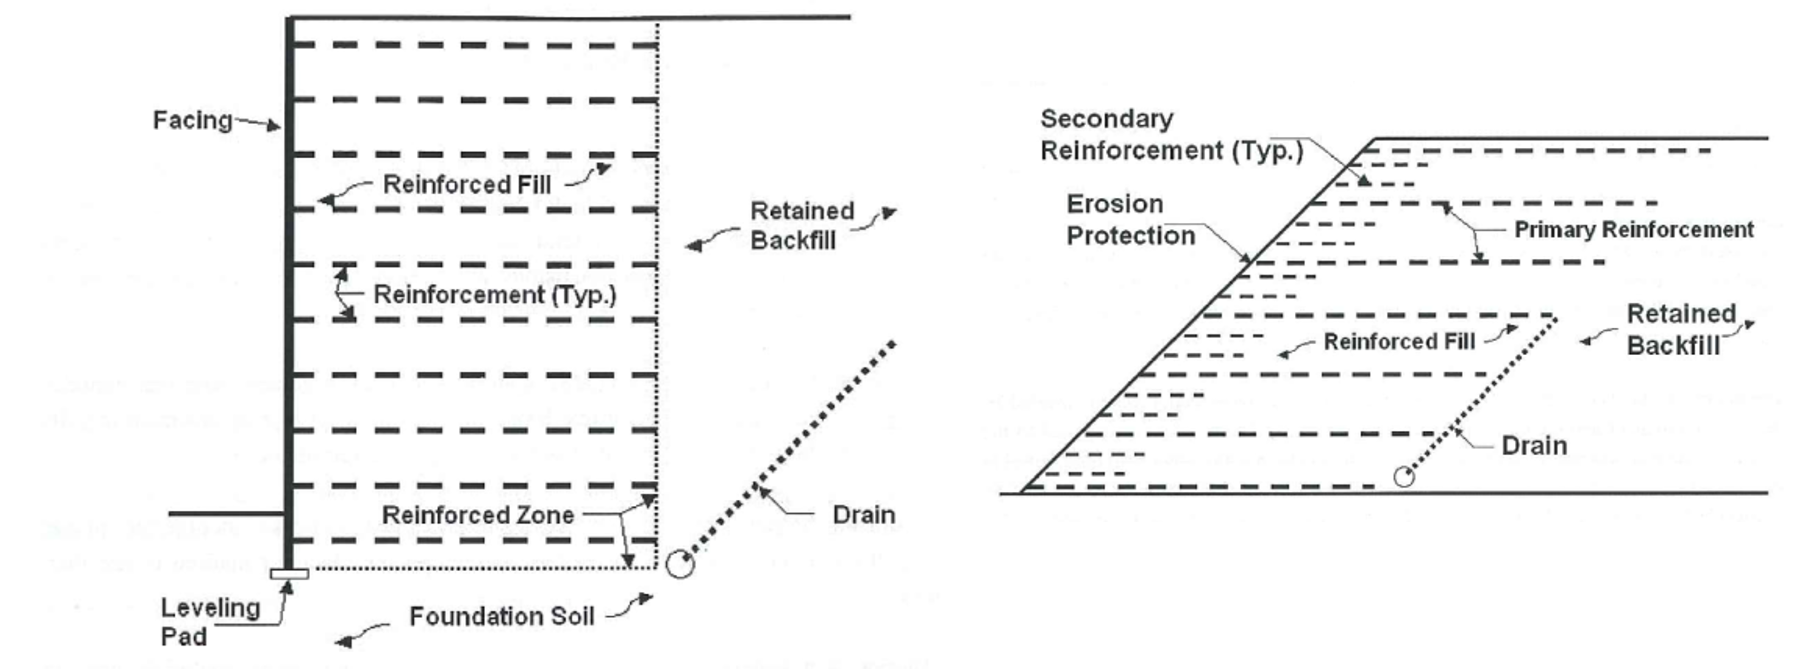 Facing
Reinforced Fill
Retained
Backfill
Reinforcement (Typ.)
Reinforced Zone
Drain
Leveling
Pad
Foundation Soil
Secondary
Reinforcement (Typ.)
Erosion
Protection
Primary Reinforcement
Retained
Backfill
Reinforced Fill
Drain